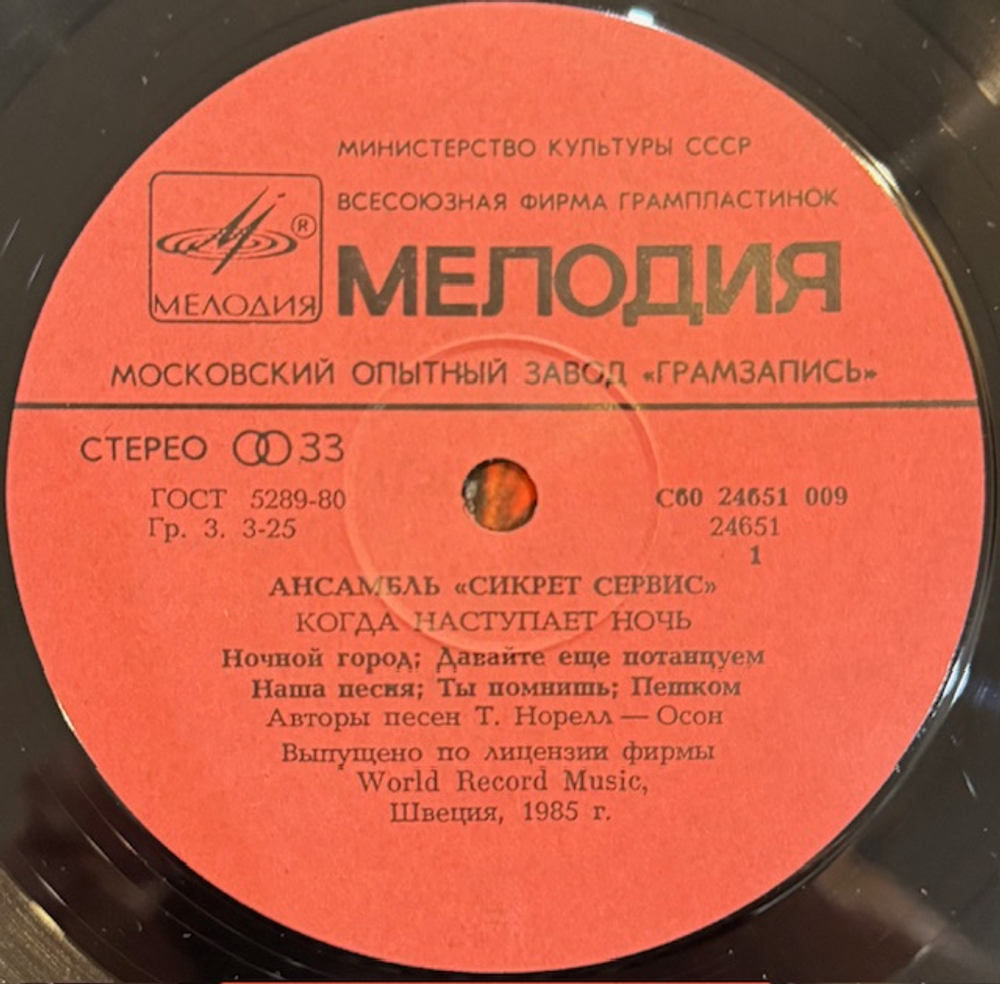 МИНИСТЕРСТВО КУЛЬТУРЫ СССР
ВСЕСОЮЗНАЯ ФИРМА ГРАМПЛАСТИНОК
®
МЕЛОДИЯ
МЕЛОДИЯ
МОСКОВСКИЙ ОПЫТНЫЙ ЗАВОД «ГРАМЗАПИСЬ»
СТЕРЕО 33
ГОСТ 5289-80
Гр. 3. 3-25
С60 24651 009
24651
1
АНСАМБЛЬ «СИКРЕТ СЕРВИС»
КОГДА НАСТУПАЕТ НОЧЬ
Ночной город; Давайте еще потанцуем
Наша песня; Ты помнишь; Пешком
Авторы песен Т. Норелл — Осон
Выпущено по лицензии фирмы
World Record Music,
Швеция, 1985 г.